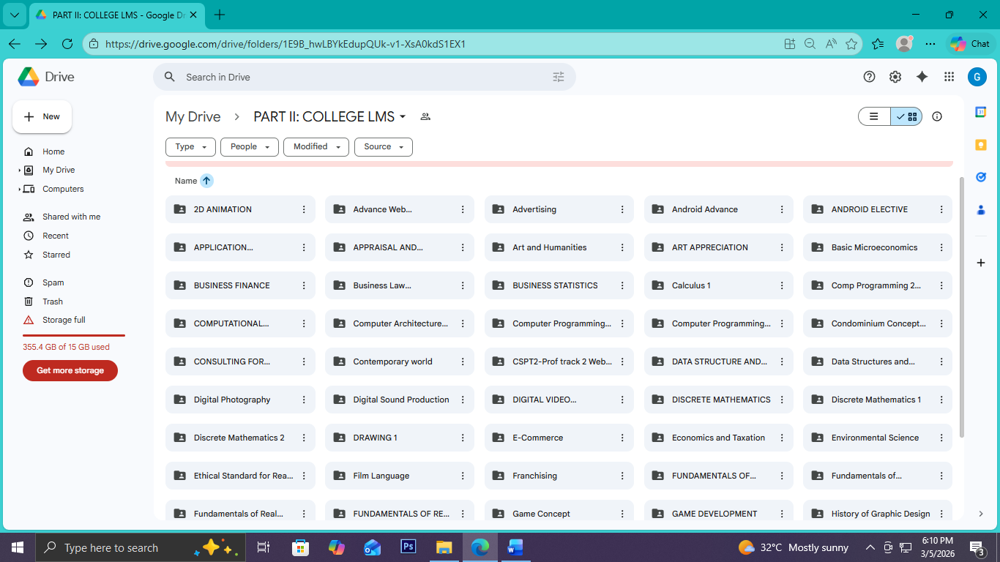 PART II: COLLEGE LMS - Google Dr
https://drive.google.com/drive/folders/1E9B_hwLBYkEdupQUk-v1-XsA0kdS1EX1
Chat
Drive
Search in Drive
G
New
My Drive
PART II: COLLEGE LMS
31
Type
People
Modified
Source
Home
My Drive
Computers
Shared with me
Recent
Starred
Spam
Trash
Storage full
355.4 GB of 15 GB used
Get more storage
Name
2D ANIMATION
Advance Web...
Advertising
Android Advance
ANDROID ELECTIVE
APPLICATION...
APPRAISAL AND...
Art and Humanities
ART APPRECIATION
Basic Microeconomics
BUSINESS FINANCE
Business Law...
BUSINESS STATISTICS
Calculus 1
Comp Programming 2...
COMPUTATIONAL...
Computer Architecture...
Computer Programming...
Computer Programming...
Condominium Concept...
CONSULTING FOR...
Contemporary world
CSPT2-Prof track 2 Web...
DATA STRUCTURE AND...
Data Structures and...
Digital Photography
Digital Sound Production
DIGITAL VIDEO...
DISCRETE MATHEMATICS
Discrete Mathematics 1
Discrete Mathematics 2
DRAWING 1
E-Commerce
Economics and Taxation
Environmental Science
Ethical Standard for Rea...
Film Language
Franchising
FUNDAMENTALS OF...
Fundamentals of...
Fundamentals of Real...
FUNDAMENTALS OF RE...
Game Concept
GAME DEVELOPMENT
History of Graphic Design
Type here to search
Ps
32°C Mostly sunny
6:10 PM
3/5/2026
3